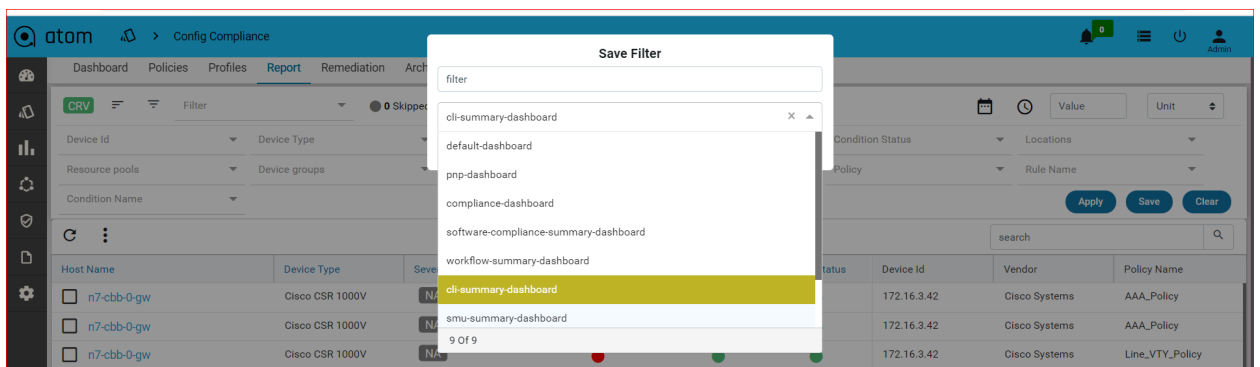 atom > Config Compliance 0 Admin
Save Filter
Dashboard Policies Profiles Report Remediation Arch
filter
CRV Filter 0 Skipped Value Unit
cli-summary-dashboard
Device Id Device Type Condition Status Locations
default-dashboard
Resource pools Device groups Policy Rule Name
pnp-dashboard
Condition Name Apply Save Clear
compliance-dashboard
software-compliance-summary-dashboard
search
workflow-summary-dashboard
Host Name Device Type Seve tatus Device Id Vendor Policy Name
cli-summary-dashboard
n7-cbb-0-gw Cisco CSR 1000V NA 172.16.3.42 Cisco Systems AAA_Policy
smu-summary-dashboard
n7-cbb-0-gw Cisco CSR 1000V NA 172.16.3.42 Cisco Systems AAA_Policy
9 Of 9
n7-cbb-0-gw Cisco CSR 1000V NA 172.16.3.42 Cisco Systems Line_VTY_Policy